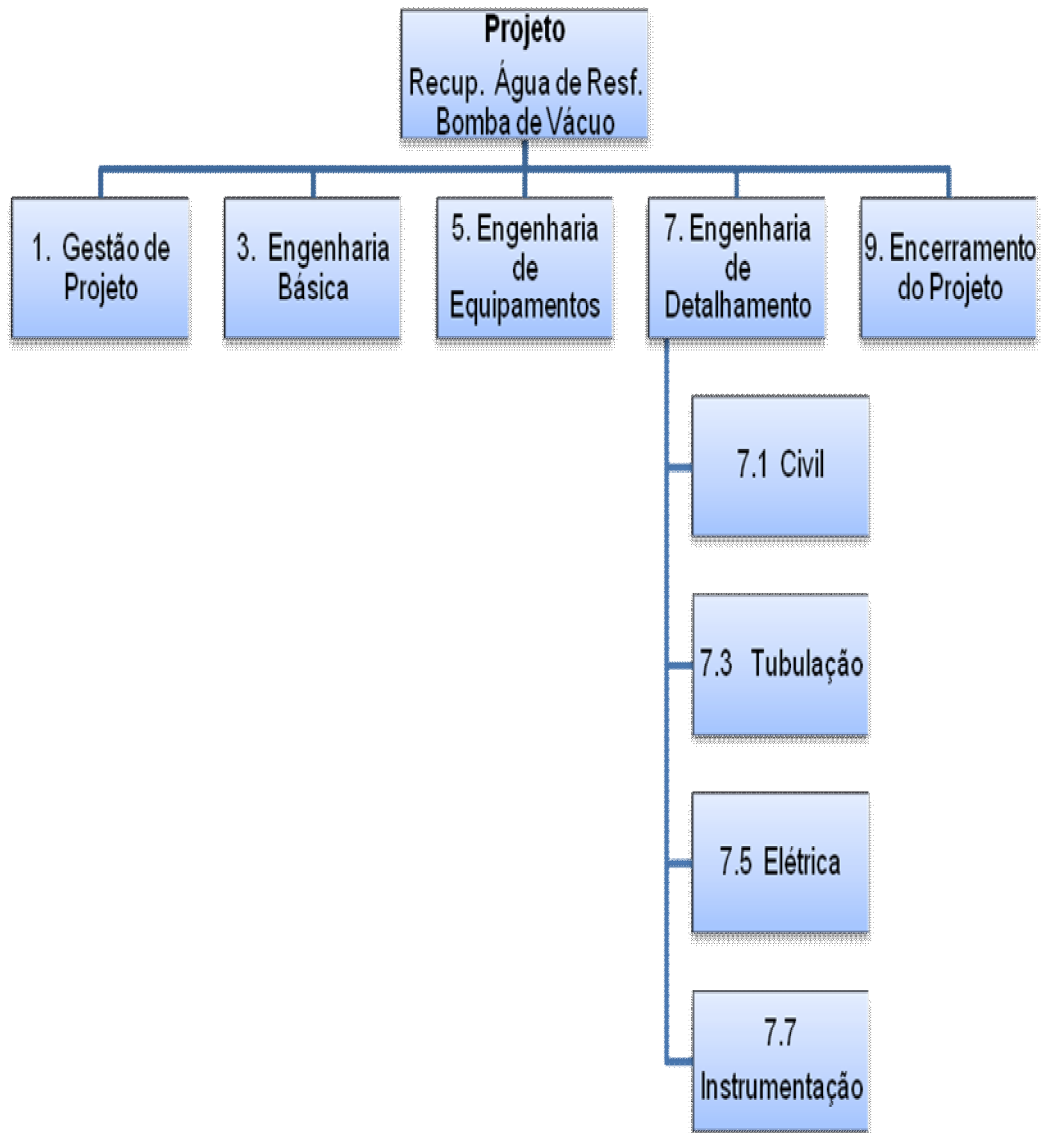 Projeto
Recup. Água de Resf.
Bomba de Vácuo
1. Gestão de
Projeto
3. Engenharia
Básica
5. Engenharia
de
Equipamentos
7. Engenharia
de
Detalhamento
9. Encerramento
do Projeto
7.1 Civil
7.3 Tubulação
7.5 Elétrica
7.7
Instrumentação